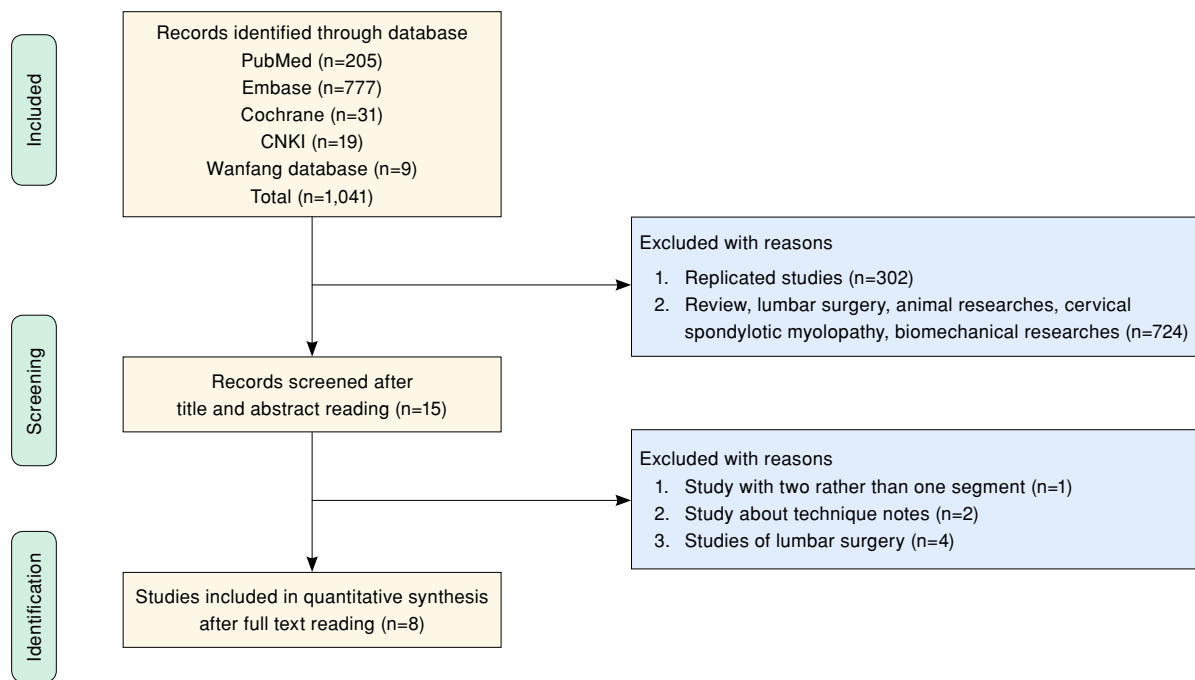 Included
Records identified through database
PubMed (n=205)
Embase (n=777)
Cochrane (n=31)
CNKI (n=19)
Wanfang database (n=9)
Total (n=1,041)
Excluded with reasons
1. Replicated studies (n=302)
2. Review, lumbar surgery, animal researches, cervical
spondylotic myolopathy, biomechanical researches (n=724)
Screening
Records screened after
title and abstract reading (n=15)
Excluded with reasons
1. Study with two rather than one segment (n=1)
2. Study about technique notes (n=2)
3. Studies of lumbar surgery (n=4)
Identification
Studies included in quantitative synthesis
after full text reading (n=8)